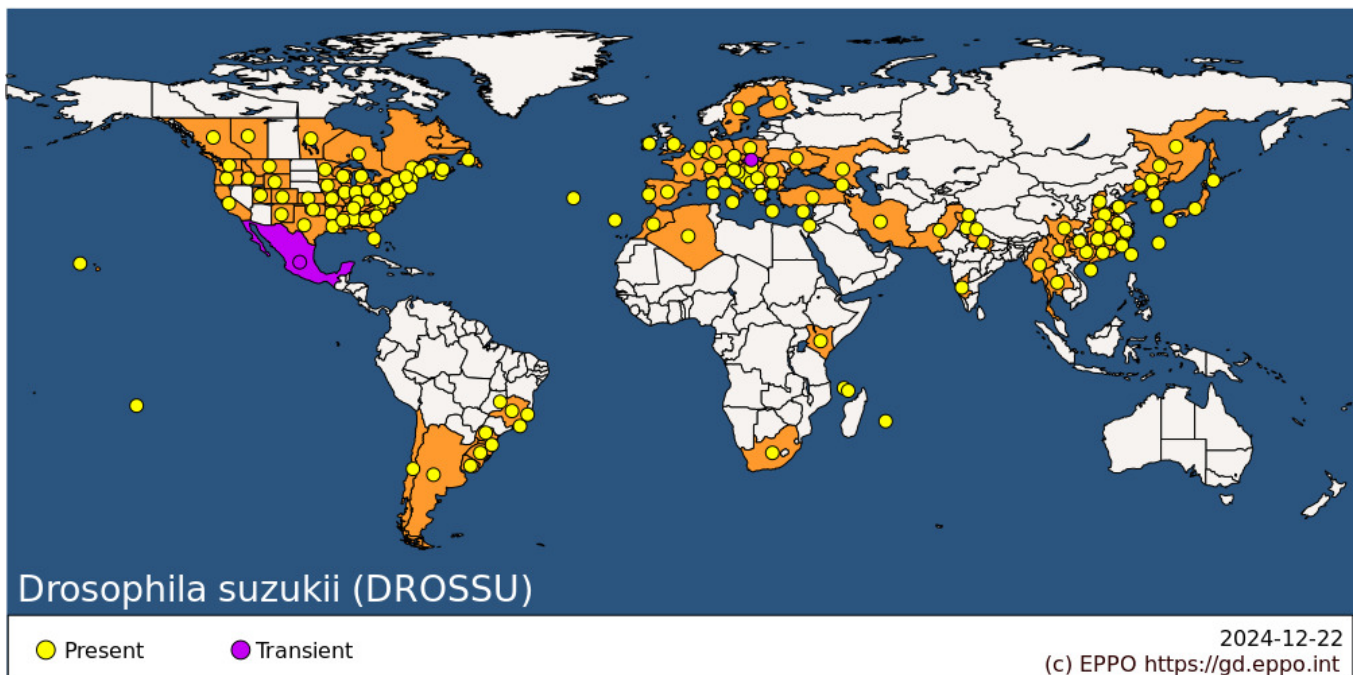 Drosophila suzukii (DROSSU)
Present
Transient
2024-12-22
(c) EPPO https://gd.eppo.int